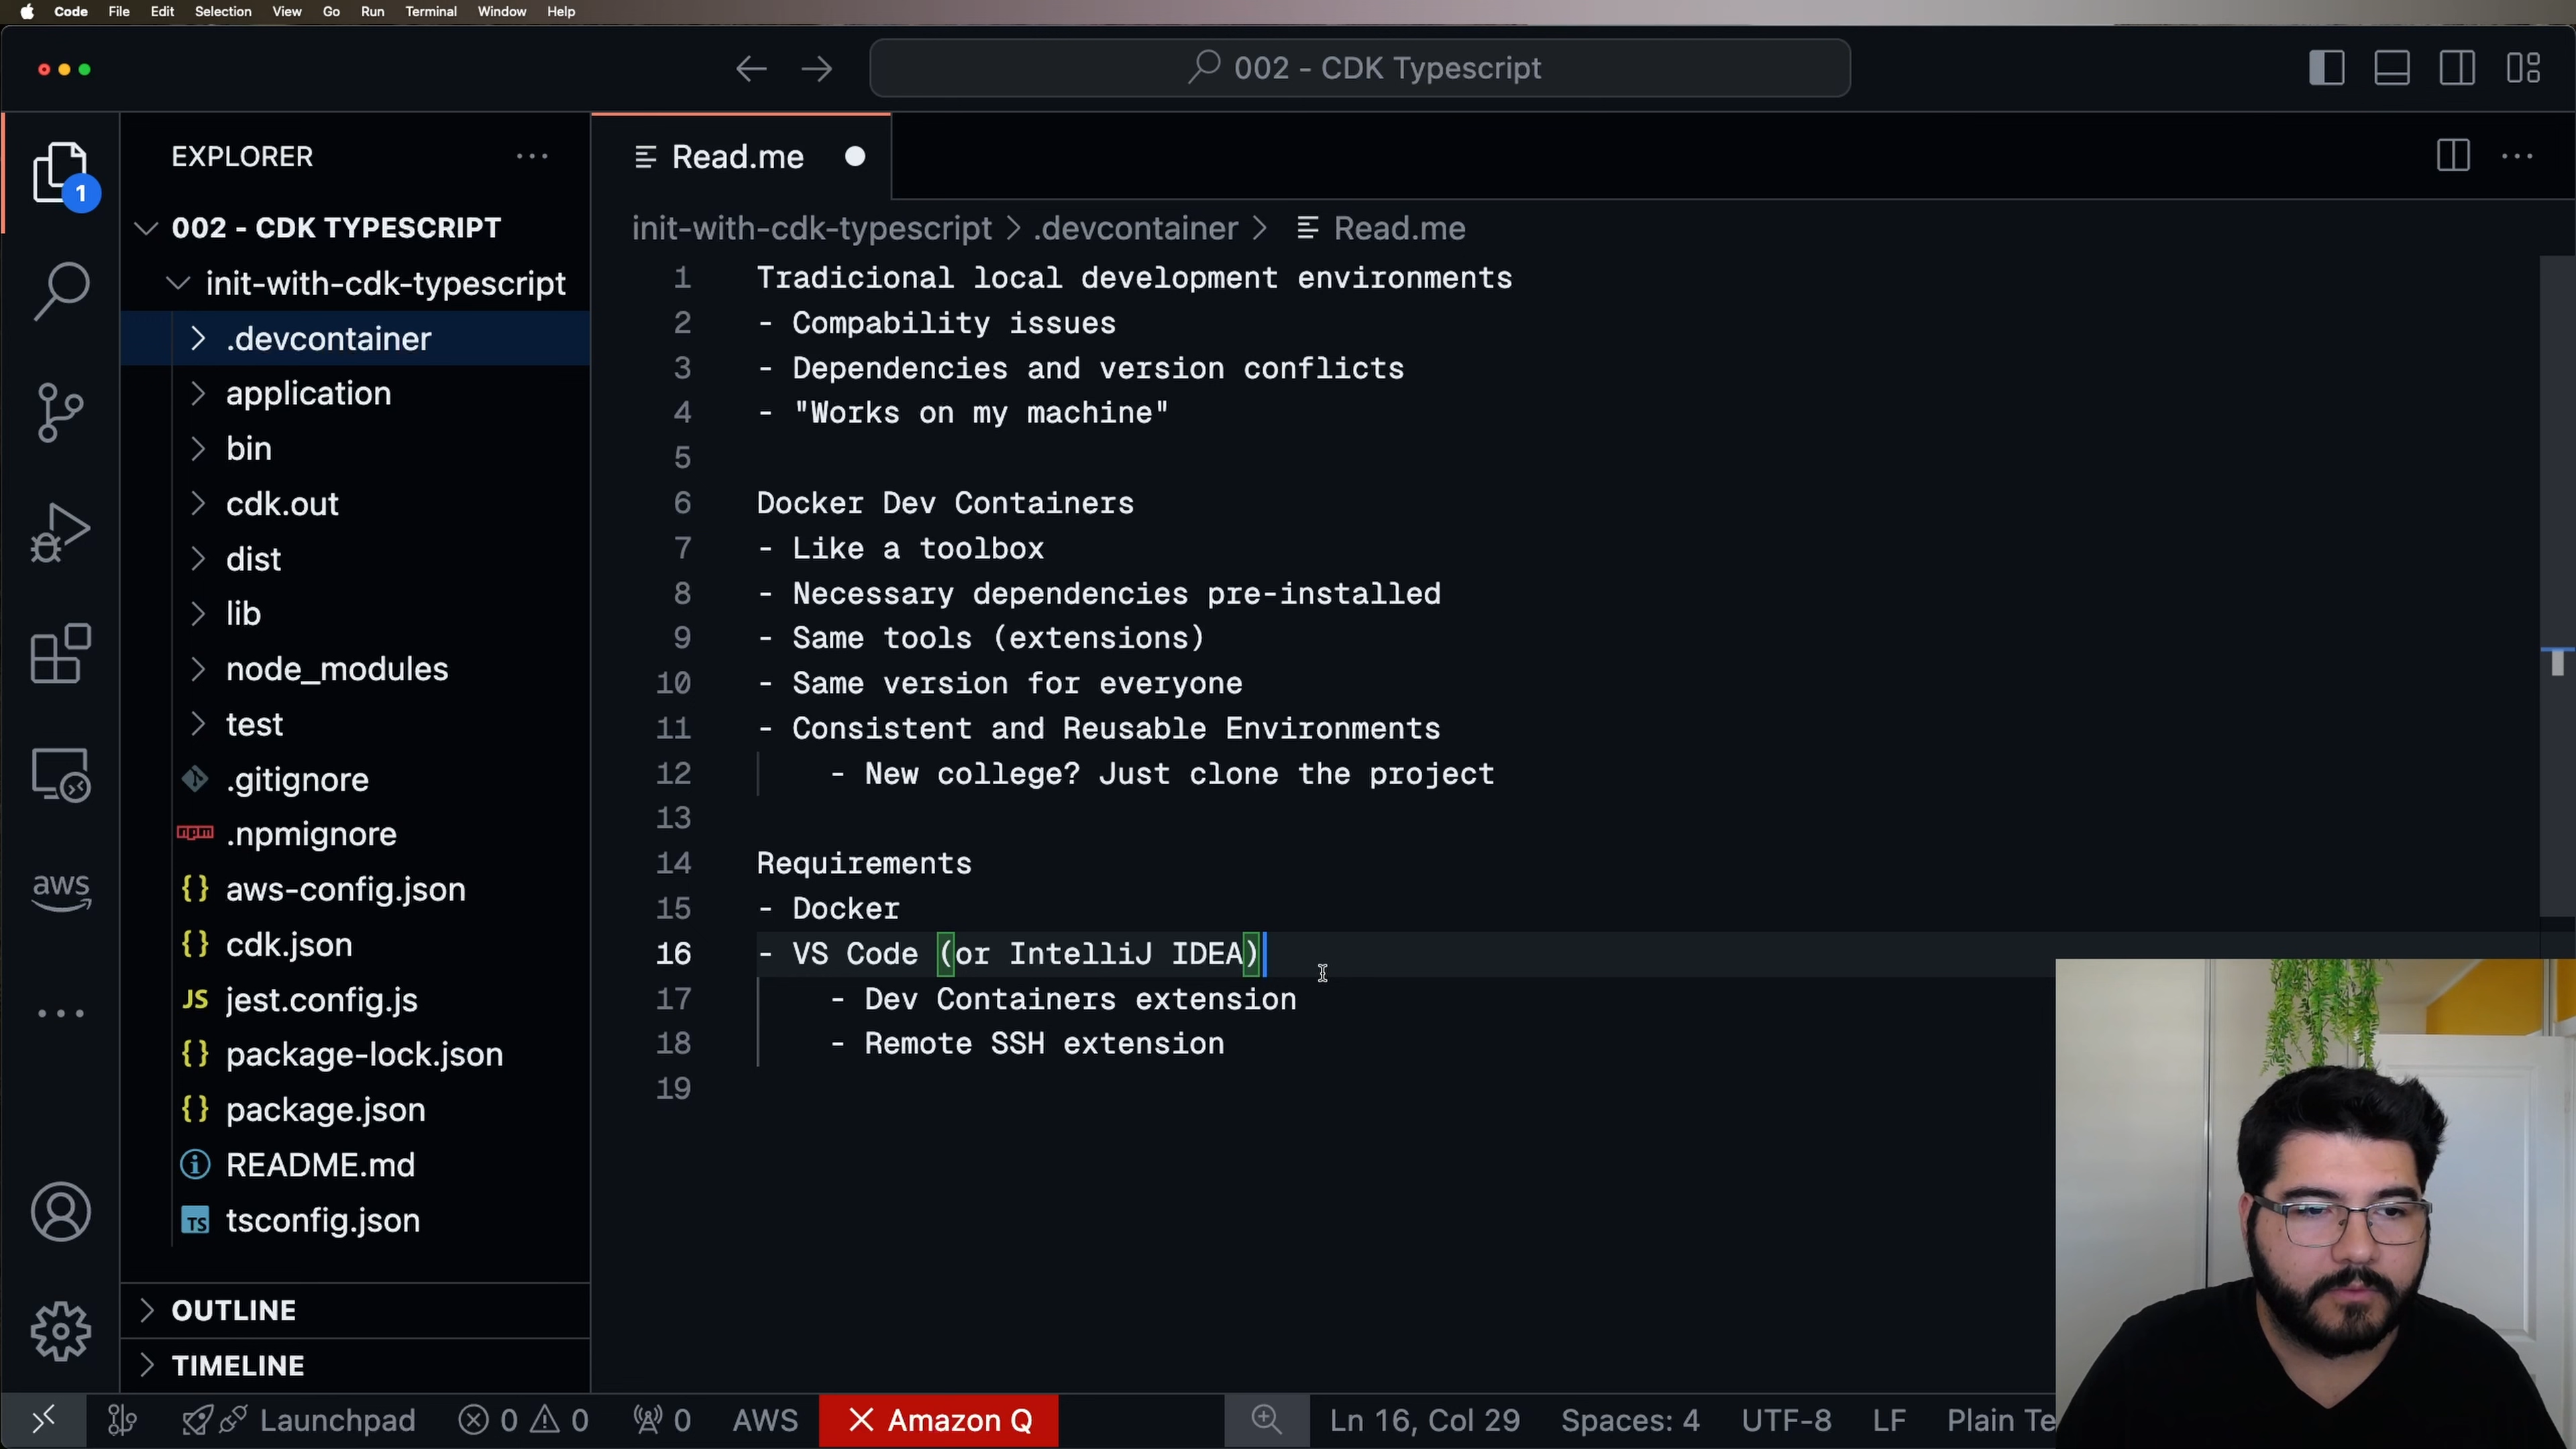 Code File Edit Selection View Go Run Terminal Window Help
002 - CDK Typescript
1
EXPLORER
Read.me
002 - CDK TYPESCRIPT
init-with-cdk-typescript
.devcontainer
application
bin
cdk.out
dist
lib
node_modules
test
.gitignore
npm .npmignore
{} aws-config.json
{} cdk.json
JS jest.config.js
{} package-lock.json
{} package.json
README.md
TS tsconfig.json
OUTLINE
TIMELINE
aws
init-with-cdk-typescript > .devcontainer > Read.me
1 Tradicional local development environments
2 - Compability issues
3 - Dependencies and version conflicts
4 - "Works on my machine"
5
6 Docker Dev Containers
7 - Like a toolbox
8 - Necessary dependencies pre-installed
9 - Same tools (extensions)
10 - Same version for everyone
11 - Consistent and Reusable Environments
12 - New college? Just clone the project
13
14 Requirements
15 - Docker
16 - VS Code (or IntelliJ IDEA)
17 - Dev Containers extension
18 - Remote SSH extension
19
Launchpad 0 0 0 AWS Amazon Q Ln 16, Col 29 Spaces: 4 UTF-8 LF Plain Te